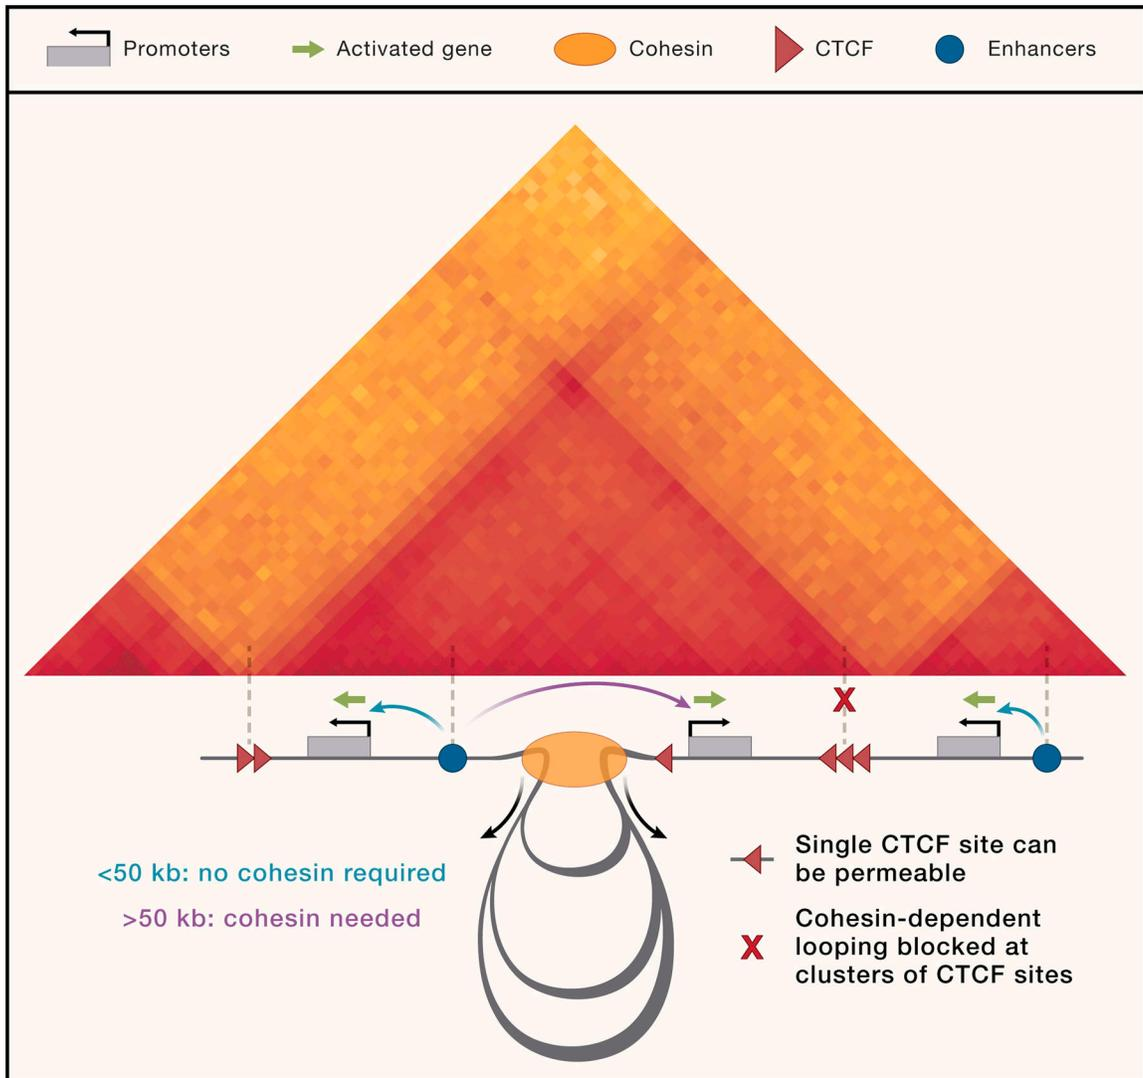 Promoters
Activated gene
Cohesin
CTCF
Enhancers
X
<50 kb: no cohesin required
>50 kb: cohesin needed
Single CTCF site can
be permeable
X
Cohesin-dependent
looping blocked at
clusters of CTCF sites